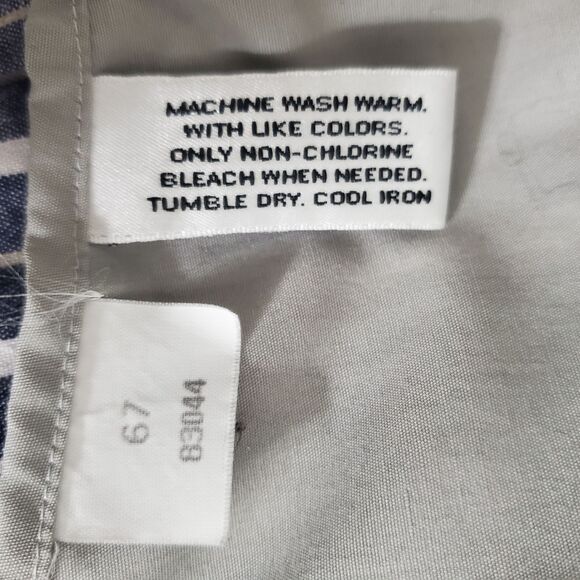 MACHINE WASH WARM.
WITH LIKE COLORS.
ONLY NON-CHLORINE
BLEACH WHEN NEEDED.
TUMBLE DRY. COOL IRON
67
83044